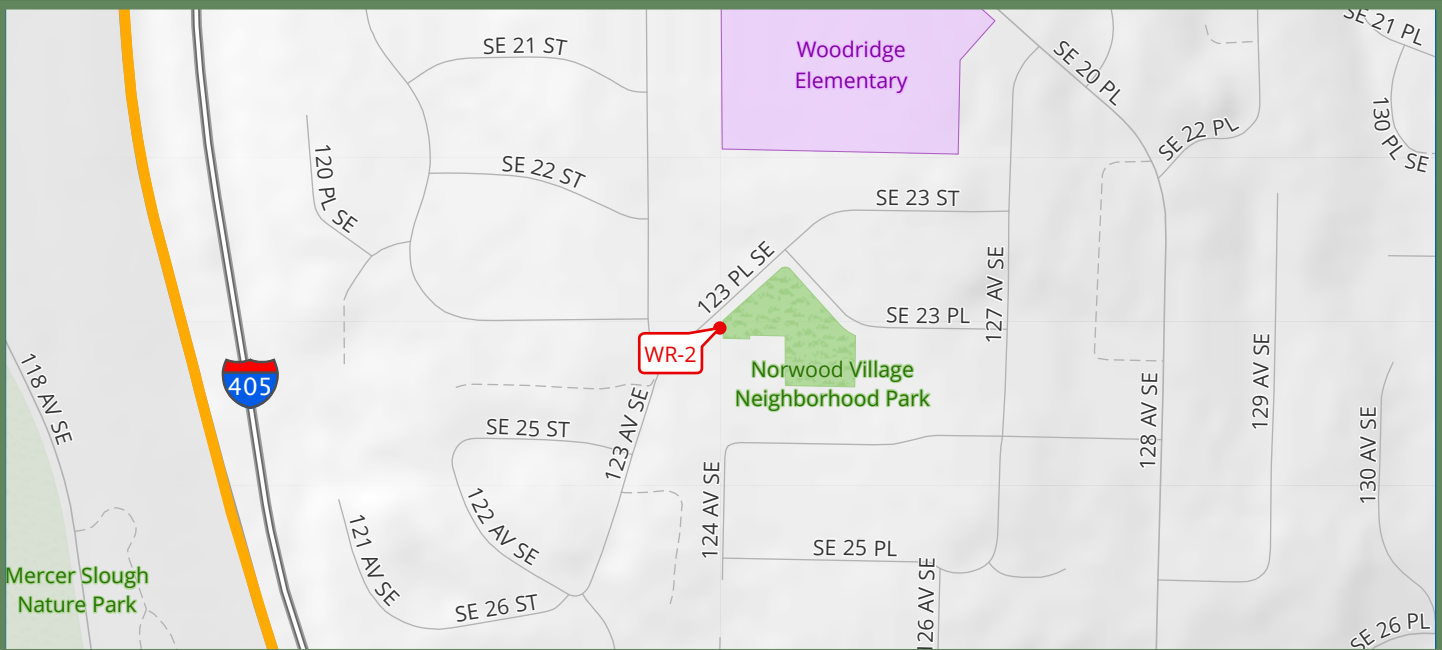 SE 21 PL
SE 21 ST
Woodridge
Elementary
SE 20 PL
130 PL SE
SE 22 PL
120 PL SE
SE 22 ST
SE 23 ST
123 PL SE
127 AV SE
SE 23 PL
WR-2
Norwood Village
Neighborhood Park
118 AV SE
405
123 AV SE
128 AV SE
129 AV SE
130 AV SE
SE 25 ST
124 AV SE
122 AV SE
121 AV SE
SE 25 PL
126 AV SE
Mercer Slough
Nature Park
SE 26 ST
SE 26 PL